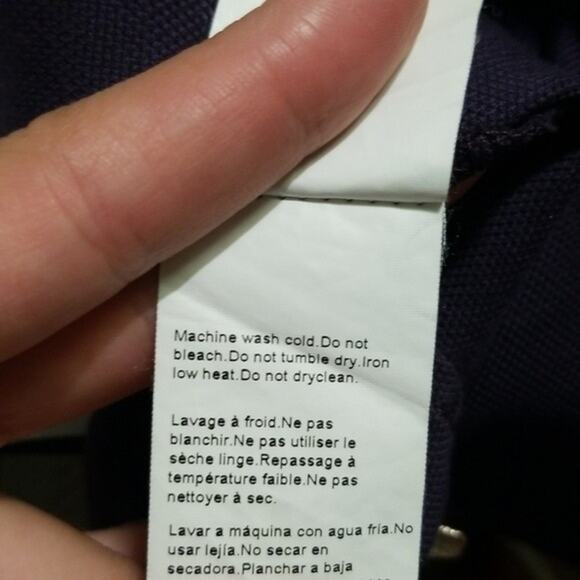 Machine wash cold.Do not
bleach.Do not tumble dry.Iron
low heat.Do not dryclean.
Lavage à froid.Ne pas
blanchir.Ne pas utiliser le
sèche linge.Repassage à
température faible.Ne pas
nettoyer à sec.
Lavar a máquina con agua fría.No
usar lejía.No secar en
secadora.Planchar a baja